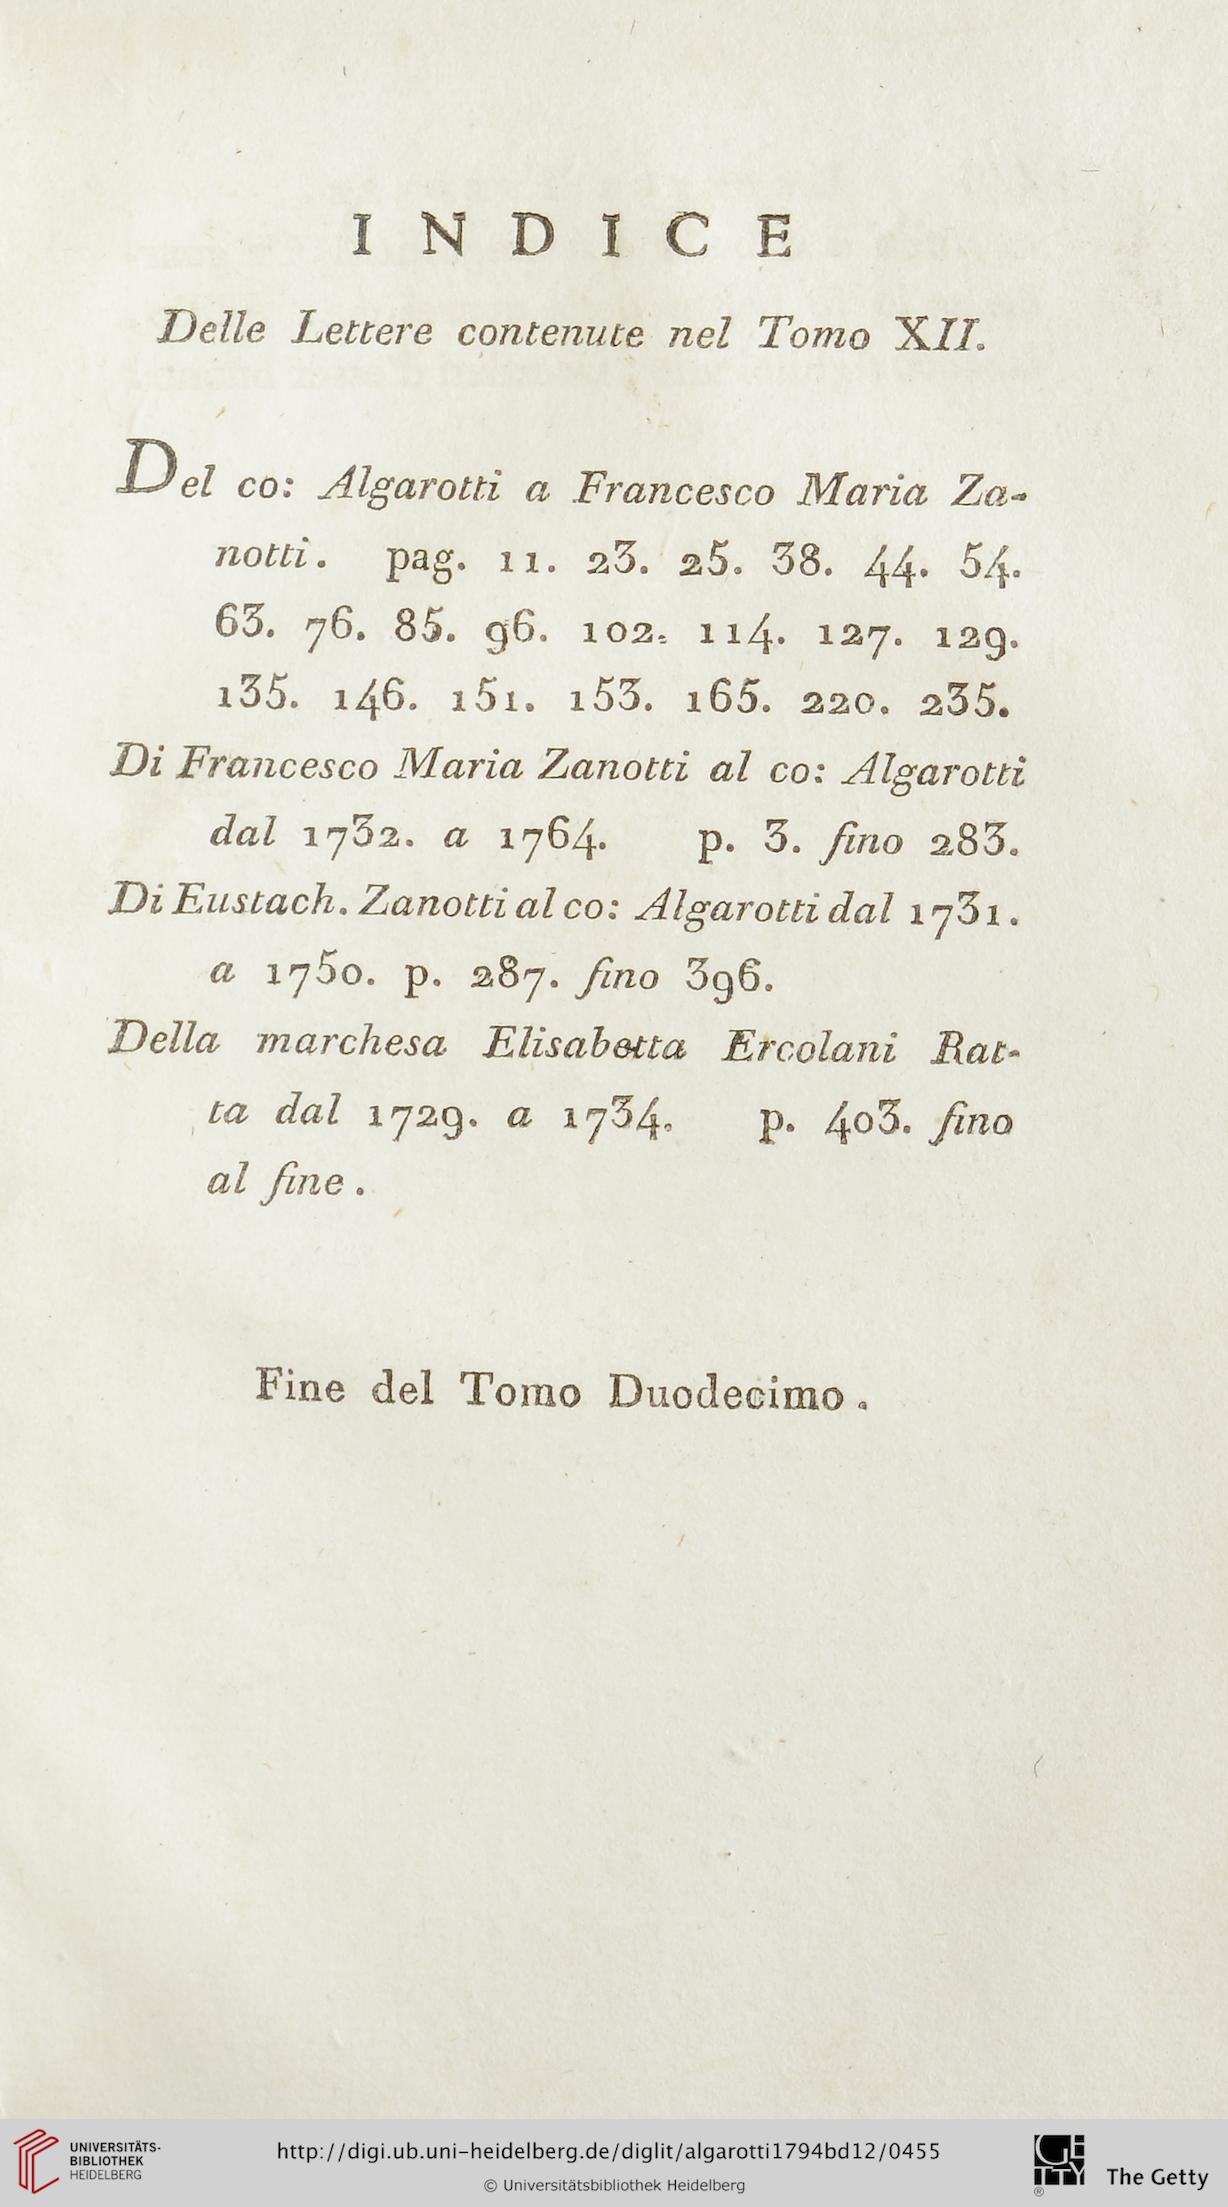 INDICE
Delle Lettere contenute nel Tomo XII.
Del co: Algarotti a Francesco Maria Za-
notti. pag. 11. 23. 25. 38. 44. 54.
63. 76. 85. 96. 102. 114. 127. 129.
135. 146. 151. 153. 165. 220. 235.
Di Francesco Maria Zanotti al co: Algarotti
dal 1732. a 1764. p. 3. fino 283.
Di Eustach. Zanotti al co: Algarotti dal 1731.
a 1750. p. 287. fino 396.
Della marchesa Elisabetta Ercolani Rat-
ta dal 1729. a 1734. p. 403. fino
al fine.
Fine del Tomo Duodecimo.
UNIVERSITÄTS-
BIBLIOTHEK
HEIDELBERG
http://digi.ub.uni-heidelberg.de/diglit/algarotti1794bd12/0455
© Universitätsbibliothek Heidelberg
GETTY
®
The Getty